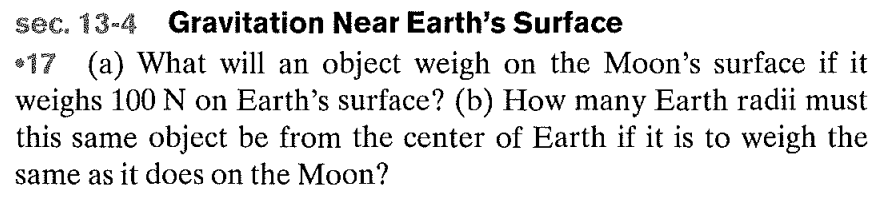 sec. 13-4 Gravitation Near Earth's Surface
•17 (a) What will an object weigh on the Moon's surface if it
weighs 100 N on Earth's surface? (b) How many Earth radii must
this same object be from the center of Earth if it is to weigh the
same as it does on the Moon?